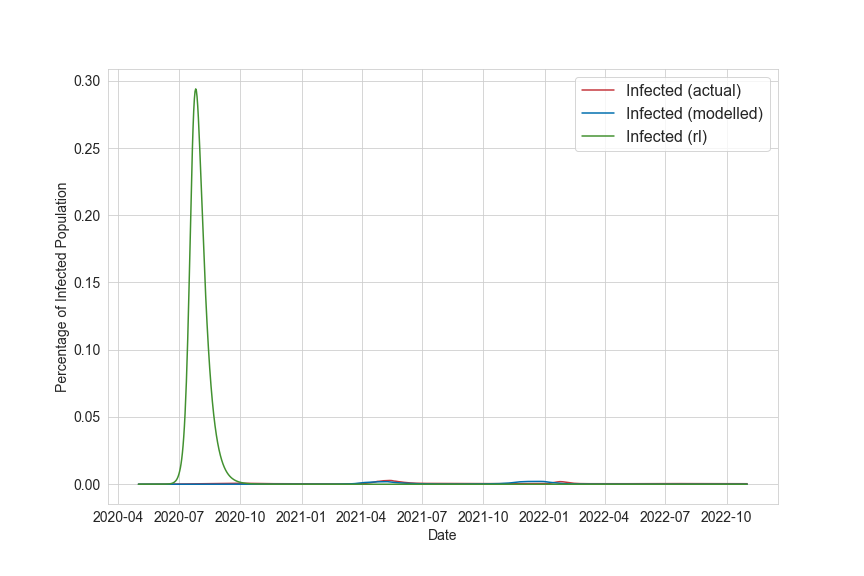 Infected (actual)
Infected (modelled)
Infected (rl)
Percentage of Infected Population
0.30
0.25
0.20
0.15
0.10
0.05
0.00
2020-04 2020-07 2020-10 2021-01 2021-04 2021-07 2021-10 2022-01 2022-04 2022-07 2022-10
Date